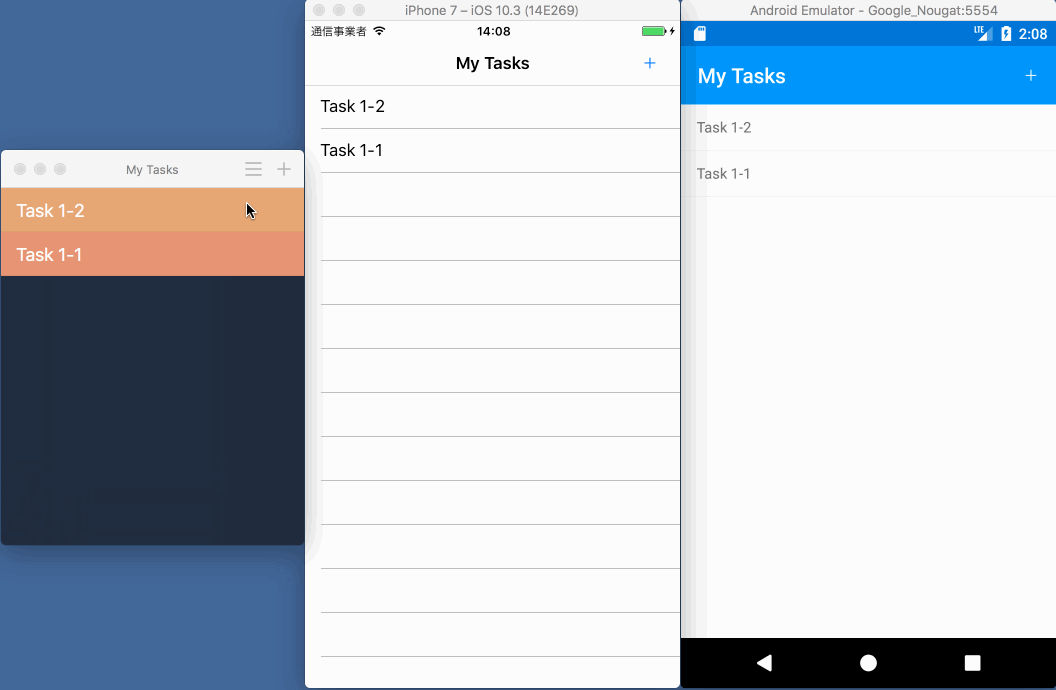 My Tasks
Task 1-2
Task 1-1
iPhone 7 – iOS 10.3 (14E269)
通信事業者 14:08
My Tasks +
Task 1-2
Task 1-1
Android Emulator - Google_Nougat:5554
LTE 2:08
My Tasks +
Task 1-2
Task 1-1